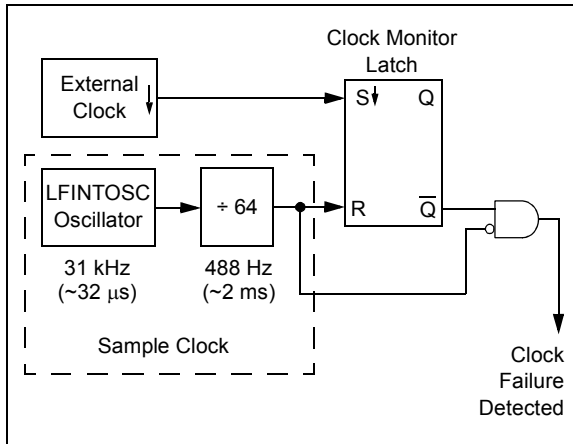 Clock Monitor
Latch
External
Clock
S
Q
LFINTOSC
Oscillator
÷ 64
R
Q̅
31 kHz
(~32 μs)
488 Hz
(~2 ms)
Sample Clock
Clock
Failure
Detected